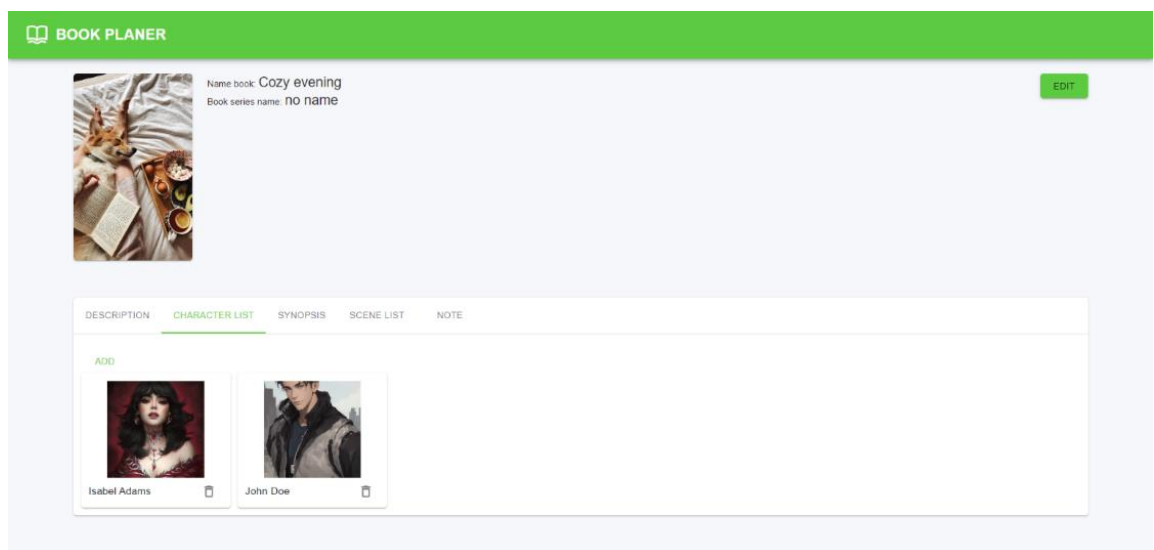 BOOK PLANER
Name book: Cozy evening
EDIT
Book series name: no name
DESCRIPTION CHARACTER LIST SYNOPSIS SCENE LIST NOTE
ADD
Isabel Adams
John Doe